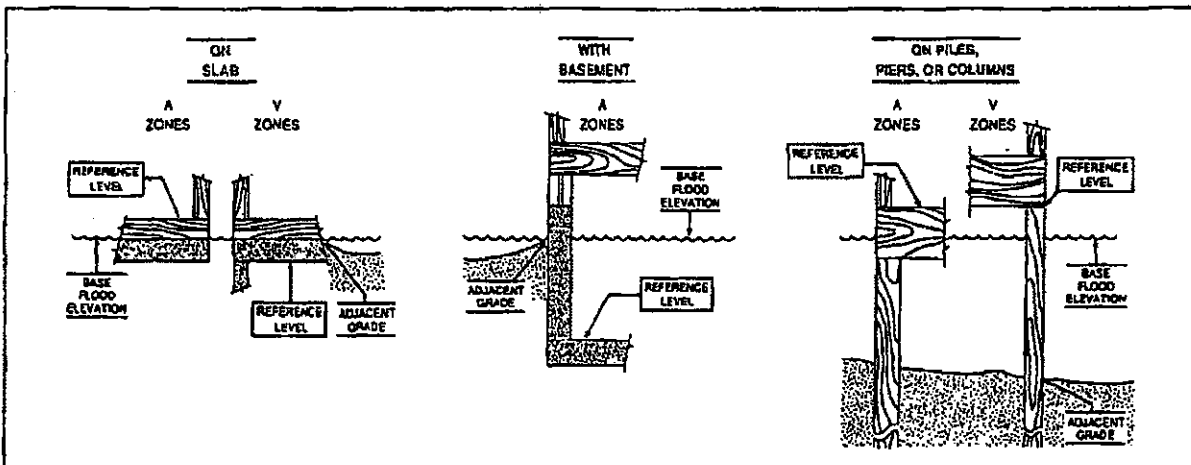 ON
SLAB
A
ZONES
V
ZONES
REFERENCE
LEVEL
BASE
FLOOD
ELEVATION
REFERENCE
LEVEL
ADJACENT
GRADE
WITH
BASEMENT
A
ZONES
BASE
FLOOD
ELEVATION
ADJACENT
GRADE
REFERENCE
LEVEL
ON PILES,
PIERS, OR COLUMNS
A
ZONES
V
ZONES
REFERENCE
LEVEL
REFERENCE
LEVEL
BASE
FLOOD
ELEVATION
ADJACENT
GRADE